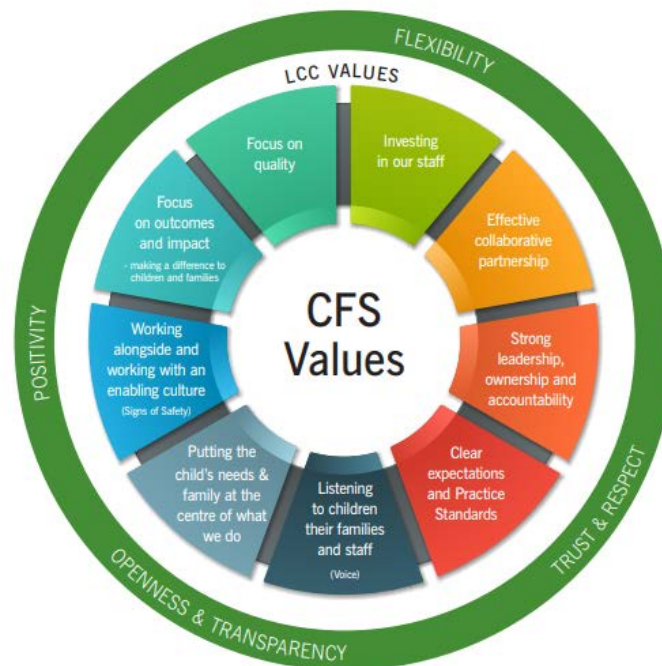 FLEXIBILITY
LCC VALUES
Focus on
quality
Investing
in our staff
Effective
collaborative
partnership
Strong
leadership,
ownership and
accountability
Clear
expectations
and Practice
Standards
Listening
to children
their families
and staff
(Voice)
Putting the
child's needs &
family at the
centre of what
we do
Working
alongside and
working with an
enabling culture
(Signs of Safety)
Focus
on outcomes
and impact
- making a difference to
children and families
CFS
Values
TRUST & RESPECT
OPENNESS & TRANSPARENCY
POSITIVITY